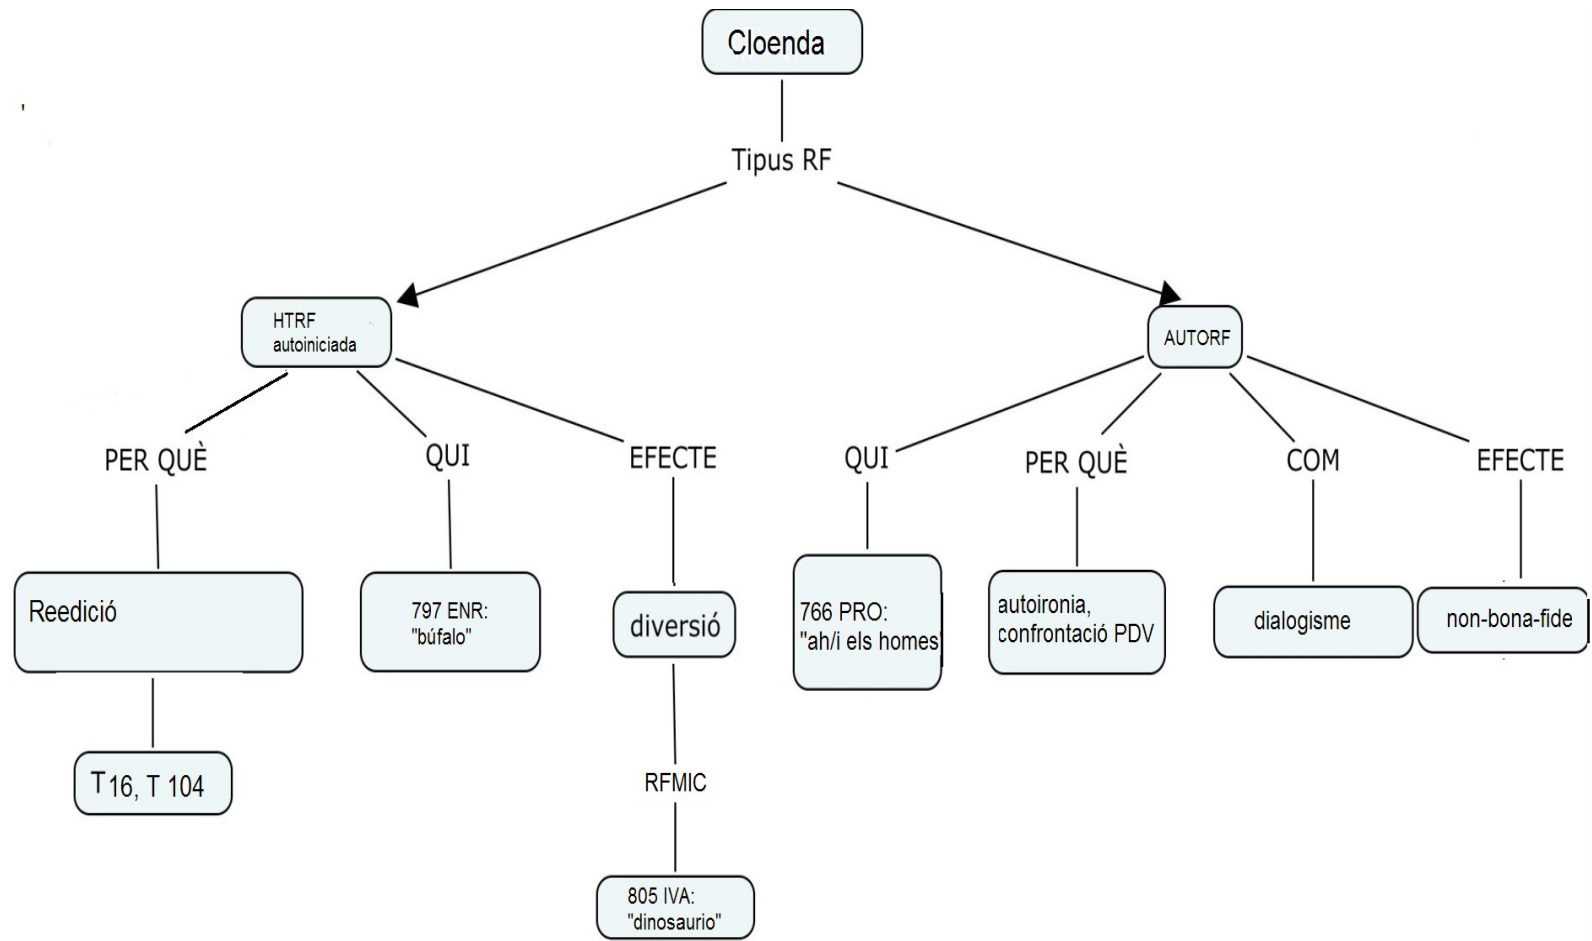 Cloenda
Tipus RF
HTRF
autoiniciada
AUTORF
PER QUÈ
QUI
EFECTE
QUI
PER QUÈ
COM
EFECTE
Reedició
797 ENR:
"búfalo"
diversió
766 PRO:
"ah/i els homes"
autoironia,
confrontació PDV
dialogisme
non-bona-fide
T16, T 104
RFMIC
805 IVA:
"dinosaurio"